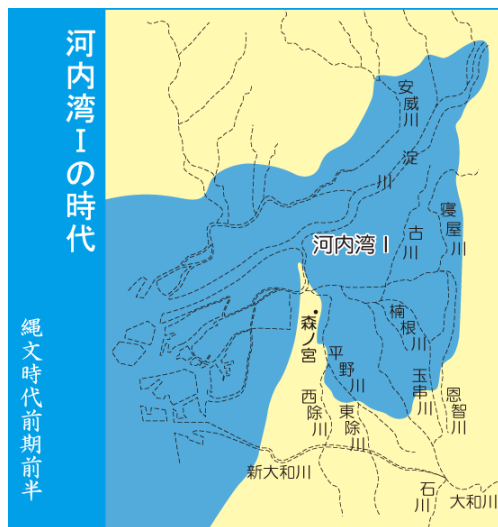 河内湾Ⅰの時代
縄文時代前期前半
安威川
淀川
寝屋川
古川
河内湾Ⅰ
楠根川
森ノ宮
平野川
玉串川
恩智川
西除川
東除川
新大和川
石川
大和川